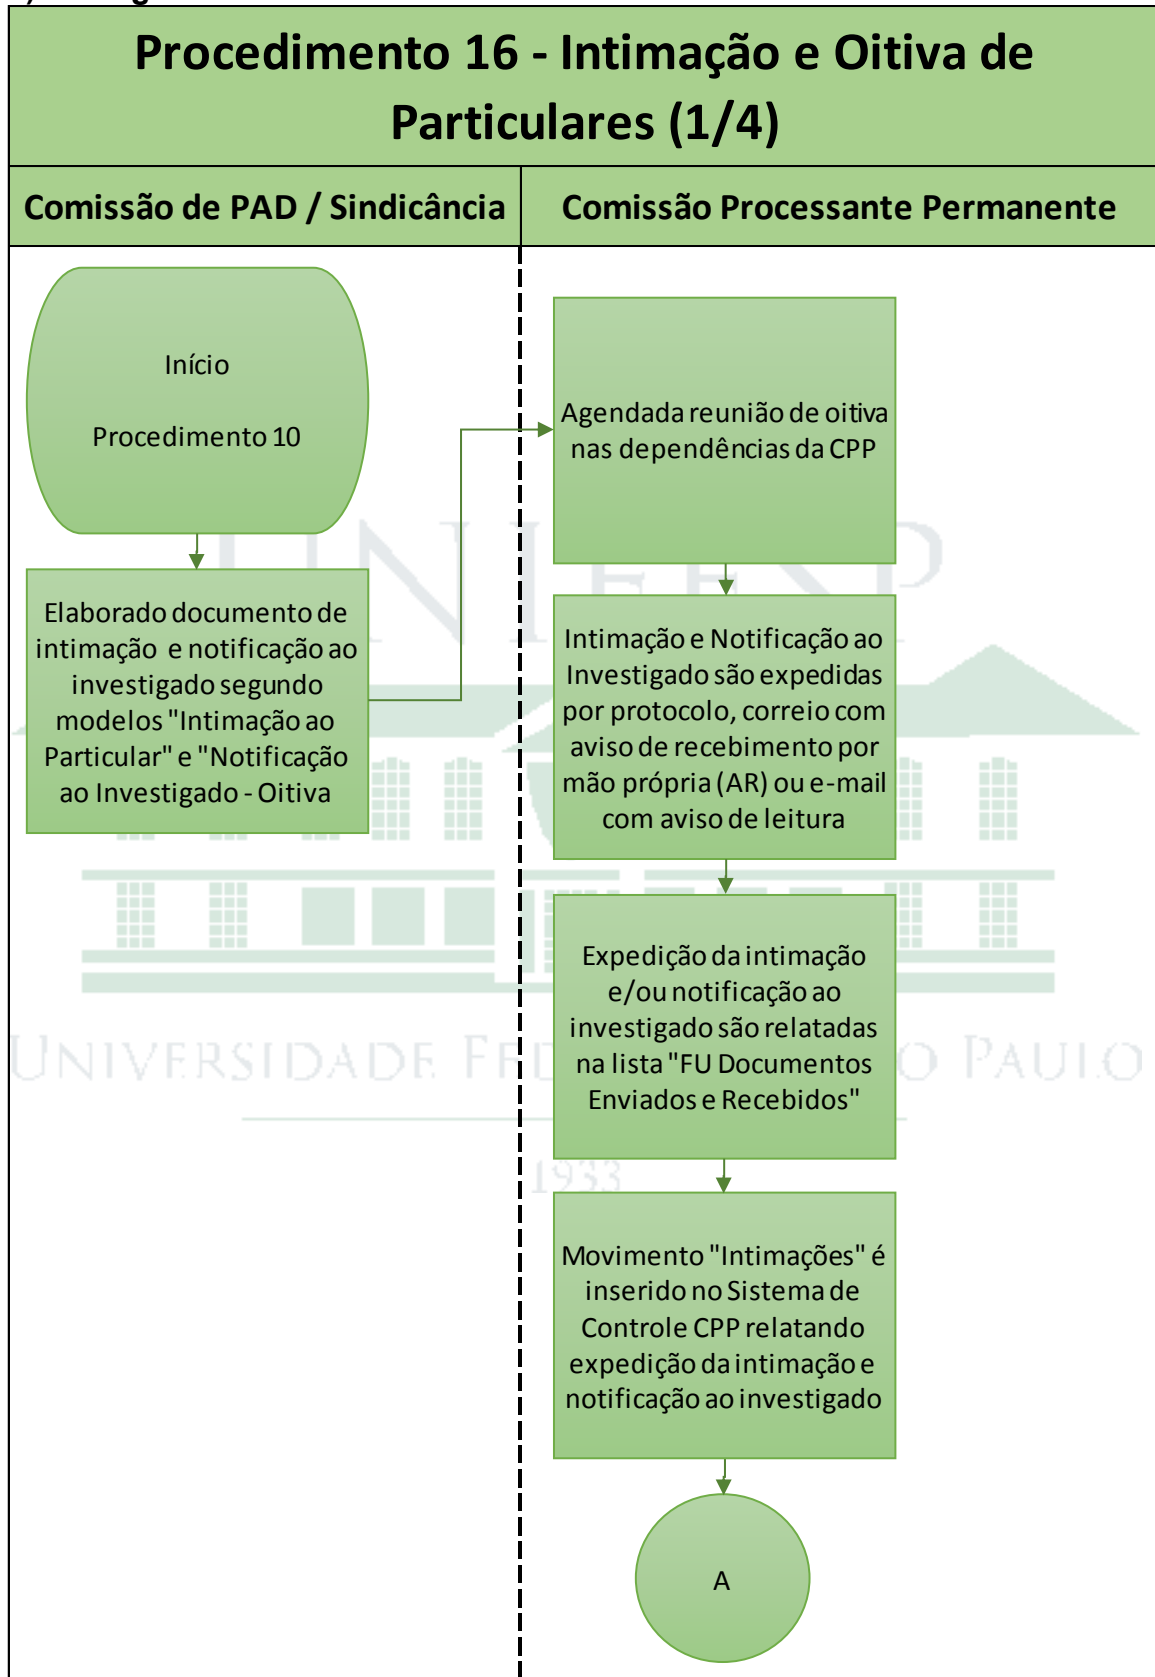 Procedimento 16 - Intimação e Oitiva de
Particulares (1/4)
Comissão de PAD / Sindicância
Comissão Processante Permanente
Início
Procedimento 10
Elaborado documento de
intimação e notificação ao
investigado segundo
modelos "Intimação ao
Particular" e "Notificação
ao Investigado - Oitiva
Agendada reunião de oitiva
nas dependências da CPP
Intimação e Notificação ao
Investigado são expedidas
por protocolo, correio com
aviso de recebimento por
mão própria (AR) ou e-mail
com aviso de leitura
Expedição da intimação
e/ou notificação ao
investigado são relatadas
na lista "FU Documentos
Enviados e Recebidos"
Movimento "Intimações" é
inserido no Sistema de
Controle CPP relatando
expedição da intimação e
notificação ao investigado
A
UNIFESP
UNIVERSIDADE FE O PAULO
1933